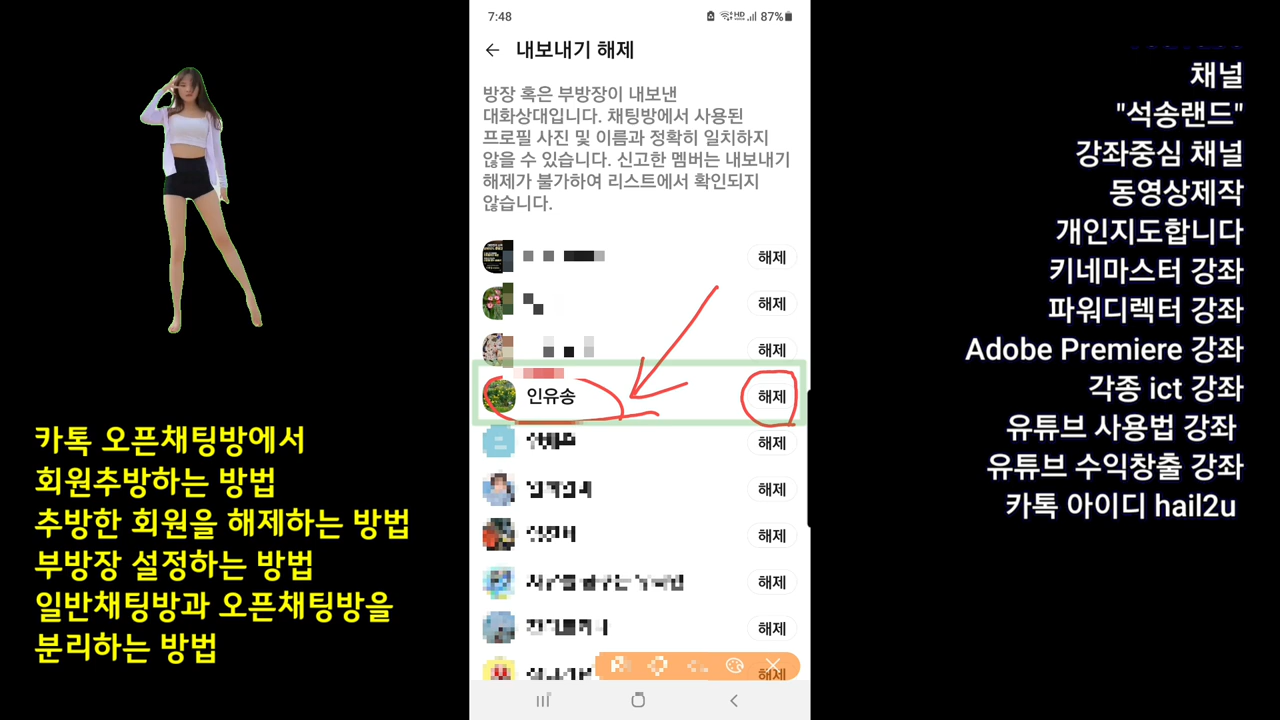 7:48
87%
내보내기 해제
방장 혹은 부방장이 내보낸
대화상대입니다. 채팅방에서 사용된
프로필 사진 및 이름과 정확히 일치하지
않을 수 있습니다. 신고한 멤버는 내보내기
해제가 불가하여 리스트에서 확인되지
않습니다.
해제
해제
해제
인유송 해제
해제
해제
해제
해제
해제
해제
카톡 오픈채팅방에서
회원추방하는 방법
추방한 회원을 해제하는 방법
부방장 설정하는 방법
일반채팅방과 오픈채팅방을
분리하는 방법
채널
"석송랜드"
강좌중심 채널
동영상제작
개인지도합니다
키네마스터 강좌
파워디렉터 강좌
Adobe Premiere 강좌
각종 ict 강좌
유튜브 사용법 강좌
유튜브 수익창출 강좌
카톡 아이디 hail2u